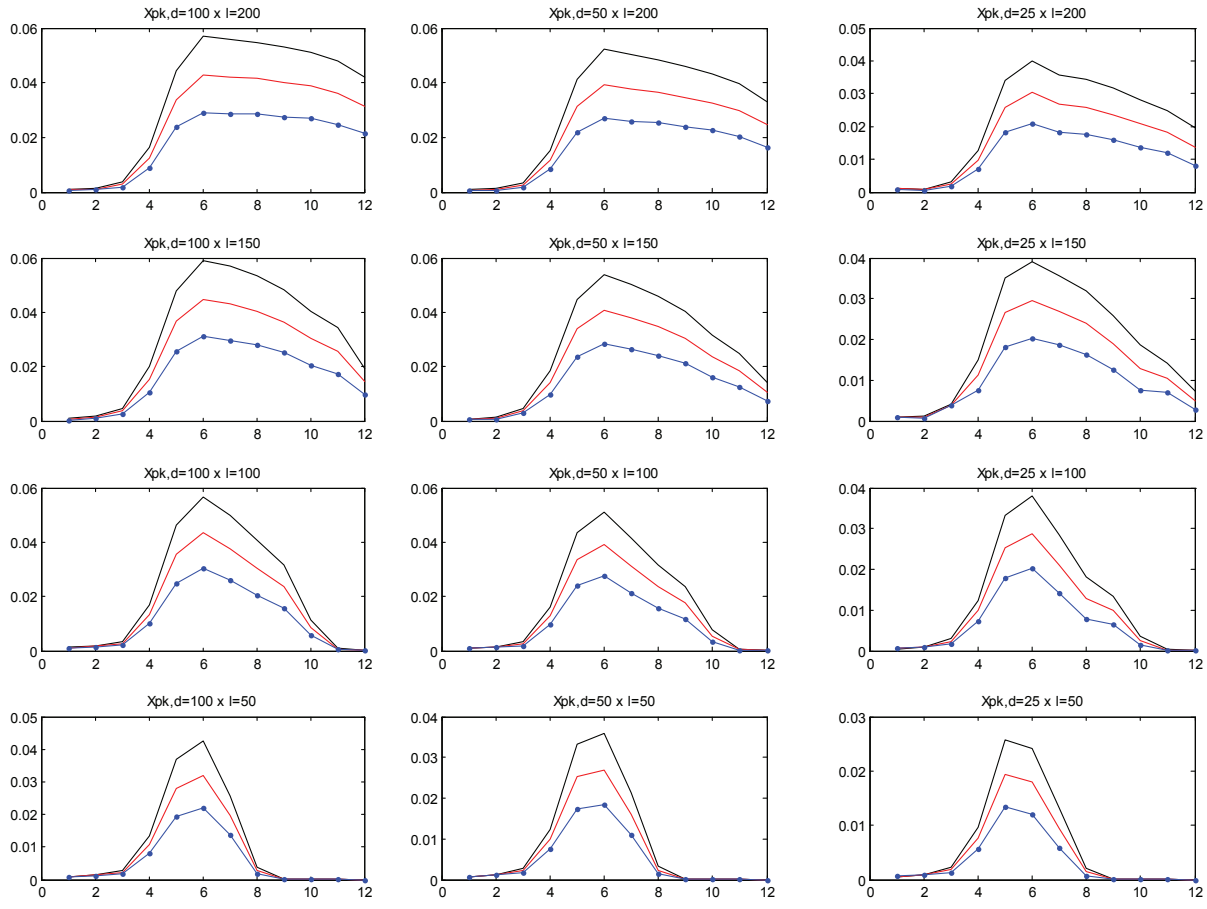 Xpk,d=100 x l=200
0.06
0.04
0.02
0
0 2 4 6 8 10 12
Xpk,d=50 x l=200
0.06
0.04
0.02
0
0 2 4 6 8 10 12
Xpk,d=25 x l=200
0.05
0.04
0.03
0.02
0.01
0
0 2 4 6 8 10 12
Xpk,d=100 x l=150
0.06
0.04
0.02
0
0 2 4 6 8 10 12
Xpk,d=50 x l=150
0.06
0.04
0.02
0
0 2 4 6 8 10 12
Xpk,d=25 x l=150
0.04
0.03
0.02
0.01
0
0 2 4 6 8 10 12
Xpk,d=100 x l=100
0.06
0.04
0.02
0
0 2 4 6 8 10 12
Xpk,d=50 x l=100
0.06
0.04
0.02
0
0 2 4 6 8 10 12
Xpk,d=25 x l=100
0.04
0.03
0.02
0.01
0
0 2 4 6 8 10 12
Xpk,d=100 x l=50
0.05
0.04
0.03
0.02
0.01
0
0 2 4 6 8 10 12
Xpk,d=50 x l=50
0.04
0.03
0.02
0.01
0
0 2 4 6 8 10 12
Xpk,d=25 x l=50
0.03
0.02
0.01
0
0 2 4 6 8 10 12